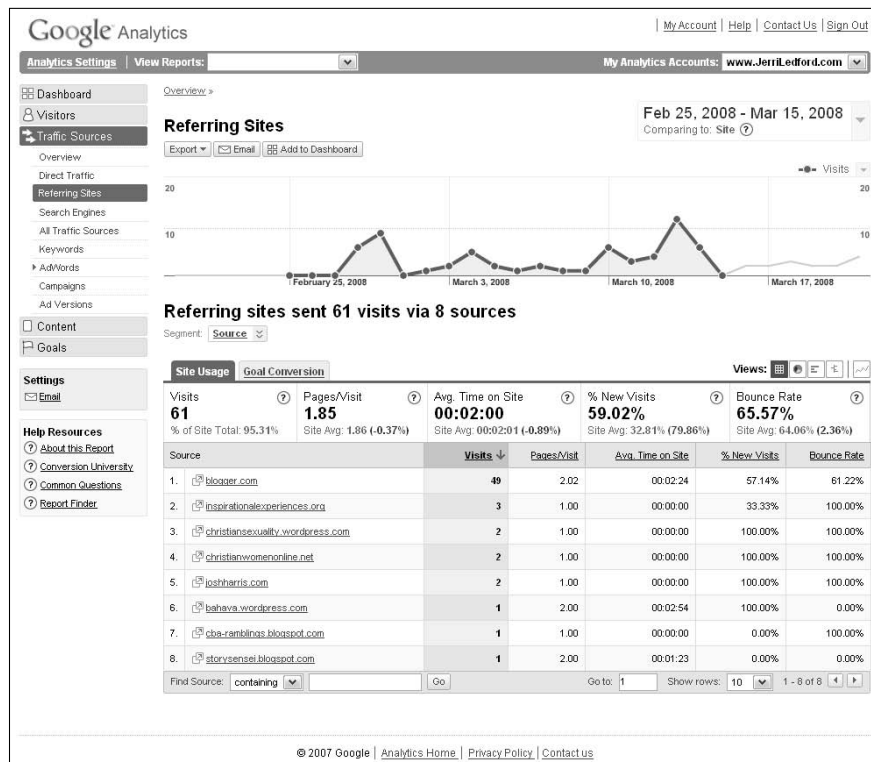 Google Analytics
My Account | Help | Contact Us | Sign Out
Analytics Settings | View Reports:
My Analytics Accounts: www.JerriLedford.com
Dashboard
Visitors
Traffic Sources
Overview
Direct Traffic
Referring Sites
Search Engines
All Traffic Sources
Keywords
AdWords
Campaigns
Ad Versions
Content
Goals
Settings
Email
Help Resources
About this Report
Conversion University
Common Questions
Report Finder
Overview »
Referring Sites
Feb 25, 2008 - Mar 15, 2008
Comparing to: Site
Export Email Add to Dashboard
Visits
20 20
10 10
February 25, 2008 March 3, 2008 March 10, 2008 March 17, 2008
Referring sites sent 61 visits via 8 sources
Segment: Source
Site Usage Goal Conversion Views:
Visits Pages/Visit Avg. Time on Site % New Visits Bounce Rate
61 1.85 00:02:00 59.02% 65.57%
% of Site Total: 95.31% Site Avg: 1.86 (-0.37%) Site Avg: 00:02:01 (-0.89%) Site Avg: 32.81% (79.86%) Site Avg: 64.06% (2.36%)
Source Visits Pages/Visit Avg. Time on Site % New Visits Bounce Rate
1. blogger.com 49 2.02 00:02:24 57.14% 61.22%
2. inspirationalexperiences.org 3 1.00 00:00:00 33.33% 100.00%
3. christiansexuality.wordpress.com 2 1.00 00:00:00 100.00% 100.00%
4. christianwomenonline.net 2 1.00 00:00:00 100.00% 100.00%
5. joshharris.com 2 1.00 00:00:00 100.00% 100.00%
6. bahava.wordpress.com 1 2.00 00:02:54 100.00% 0.00%
7. cba-ramblings.blogspot.com 1 1.00 00:00:00 0.00% 100.00%
8. storysensei.blogspot.com 1 2.00 00:01:23 0.00% 0.00%
Find Source: containing Go Go to: 1 Show rows: 10 1 - 8 of 8
© 2007 Google | Analytics Home | Privacy Policy | Contact us